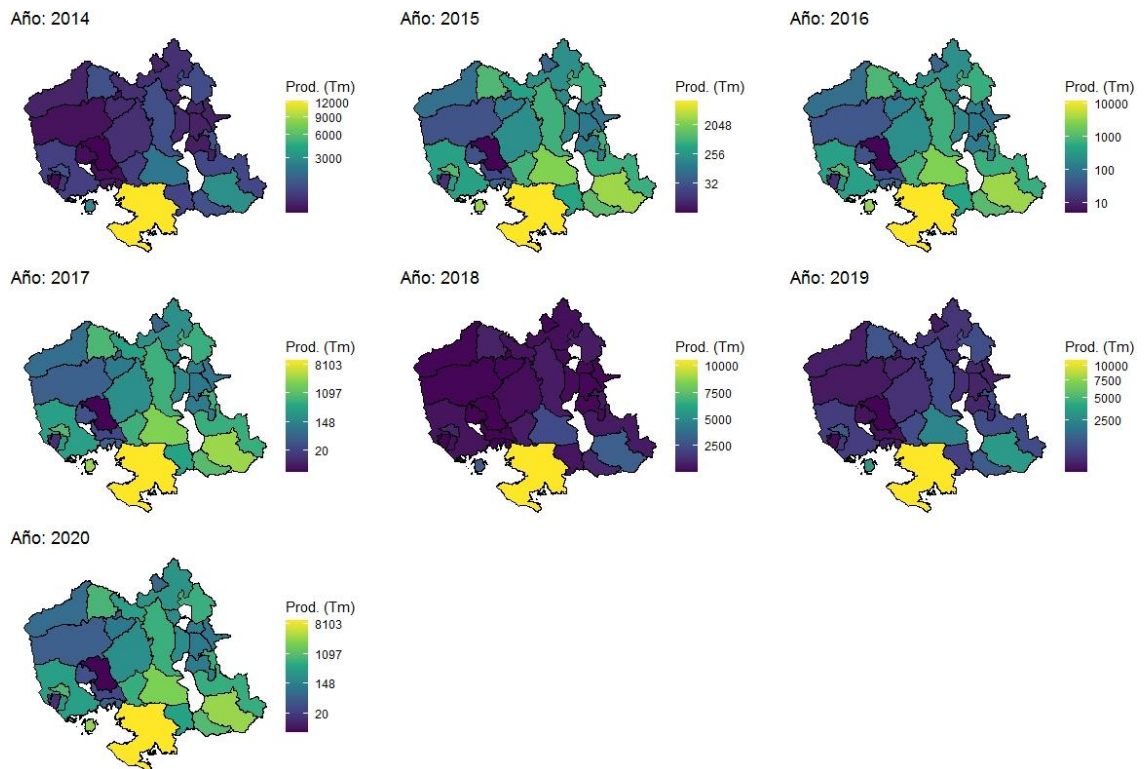 Año: 2014
Prod. (Tm)
12000
9000
6000
3000
Año: 2015
Prod. (Tm)
2048
256
32
Año: 2016
Prod. (Tm)
10000
1000
100
10
Año: 2017
Prod. (Tm)
8103
1097
148
20
Año: 2018
Prod. (Tm)
10000
7500
5000
2500
Año: 2019
Prod. (Tm)
10000
7500
5000
2500
Año: 2020
Prod. (Tm)
8103
1097
148
20